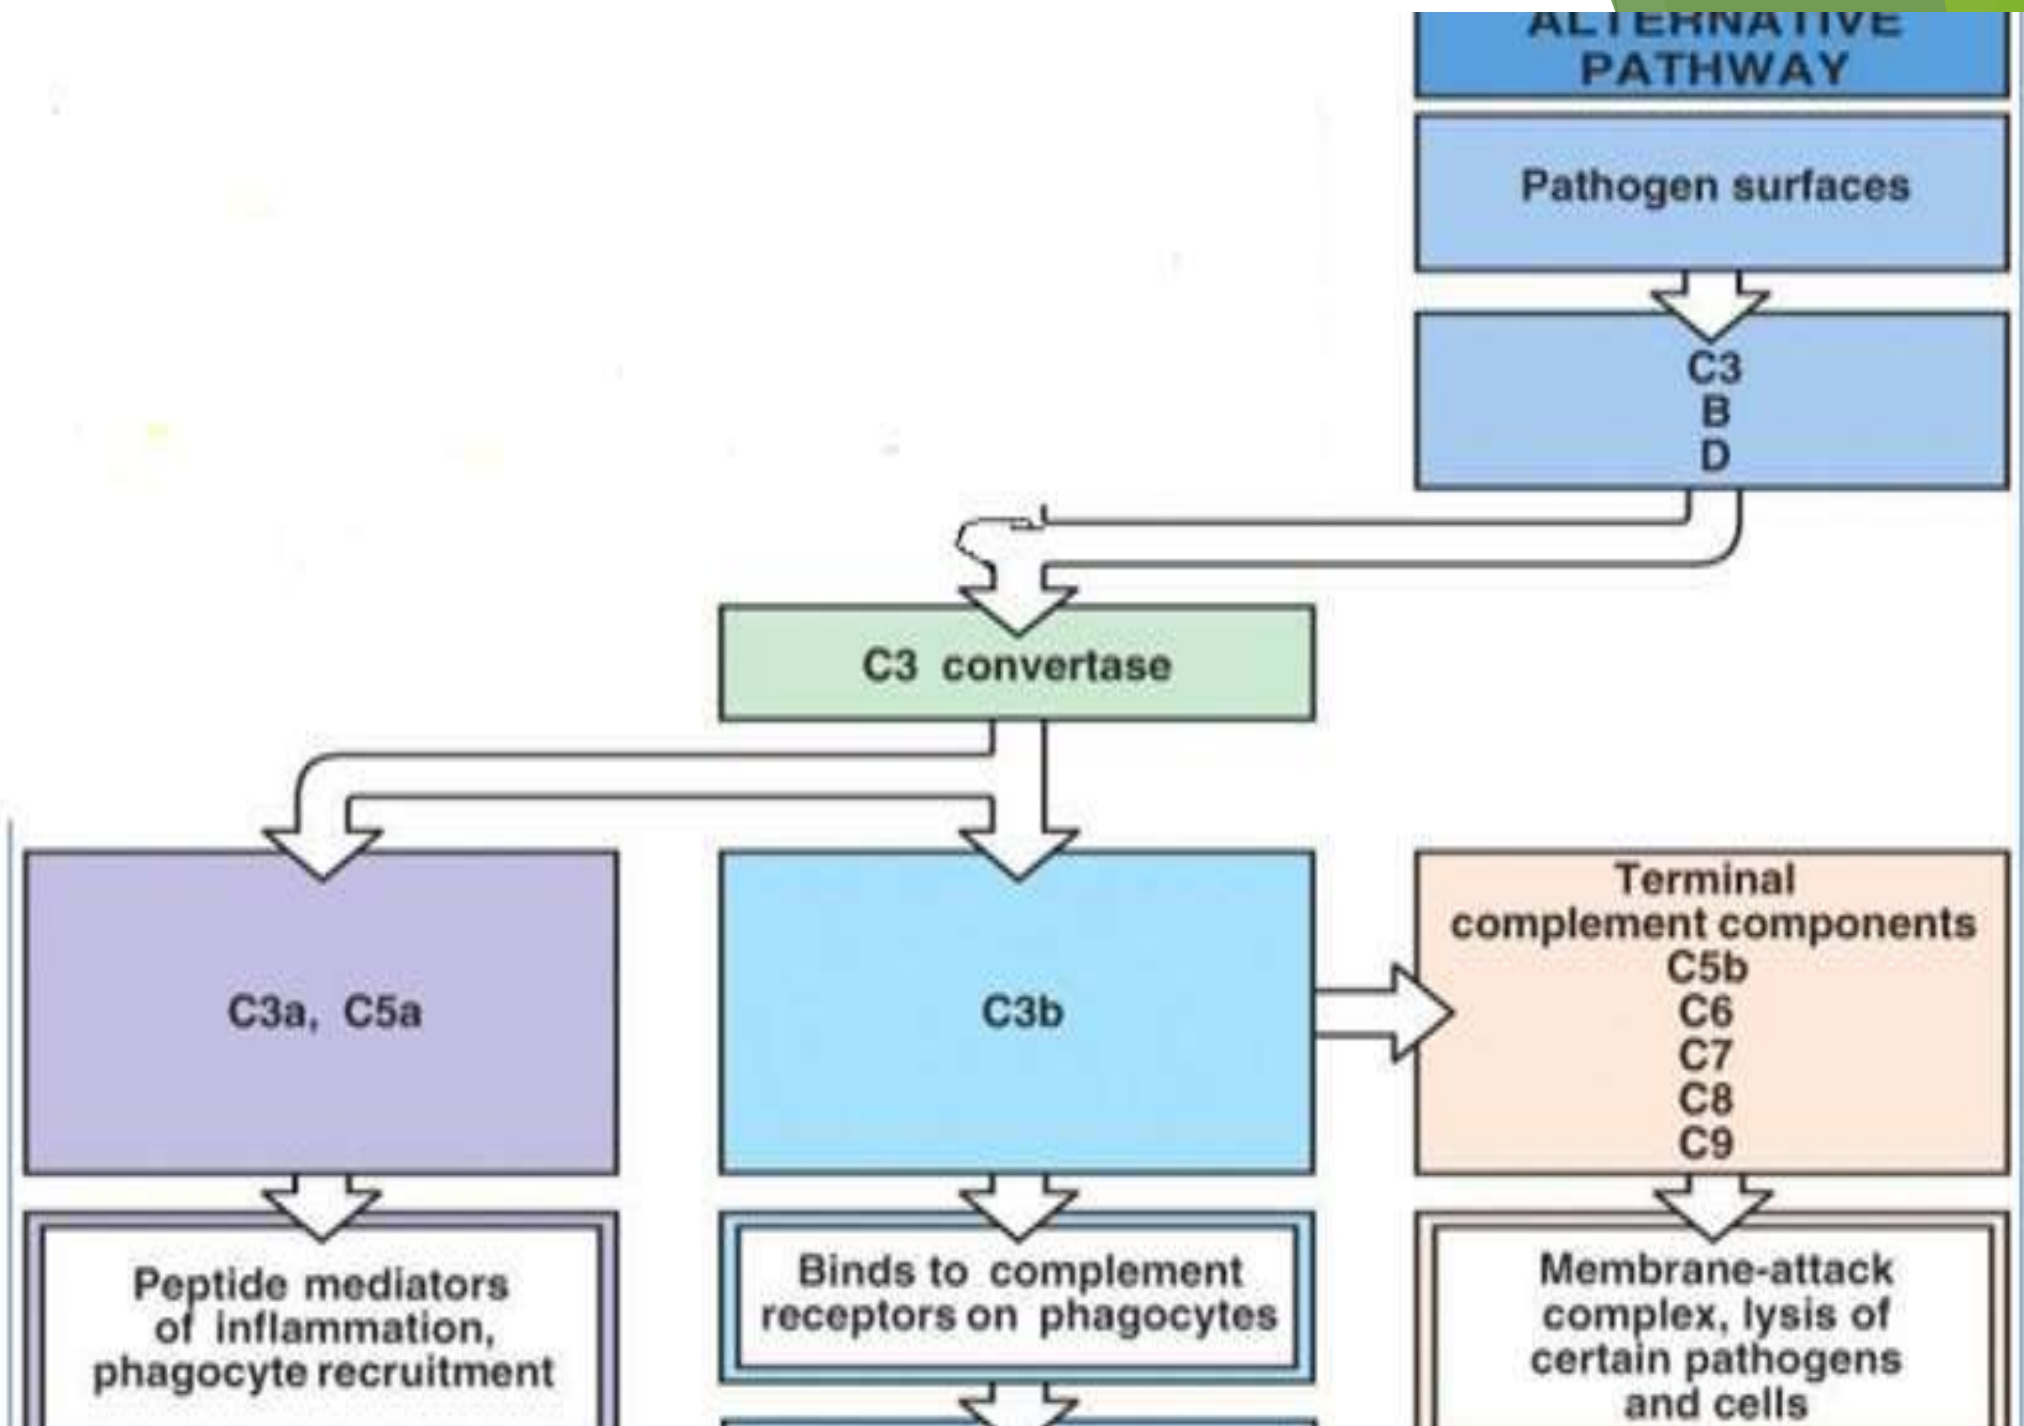 ALTERNATIVE
PATHWAY
Pathogen surfaces
C3
B
D
C3 convertase
C3a, C5a
C3b
Terminal
complement components
C5b
C6
C7
C8
C9
Peptide mediators
of inflammation,
phagocyte recruitment
Binds to complement
receptors on phagocytes
Membrane-attack
complex, lysis of
certain pathogens
and cells